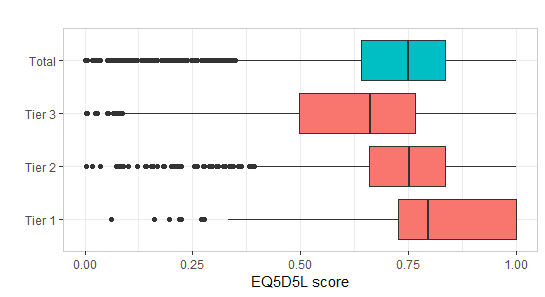 Total
Tier 3
Tier 2
Tier 1
0.00 0.25 0.50 0.75 1.00
EQ5D5L score